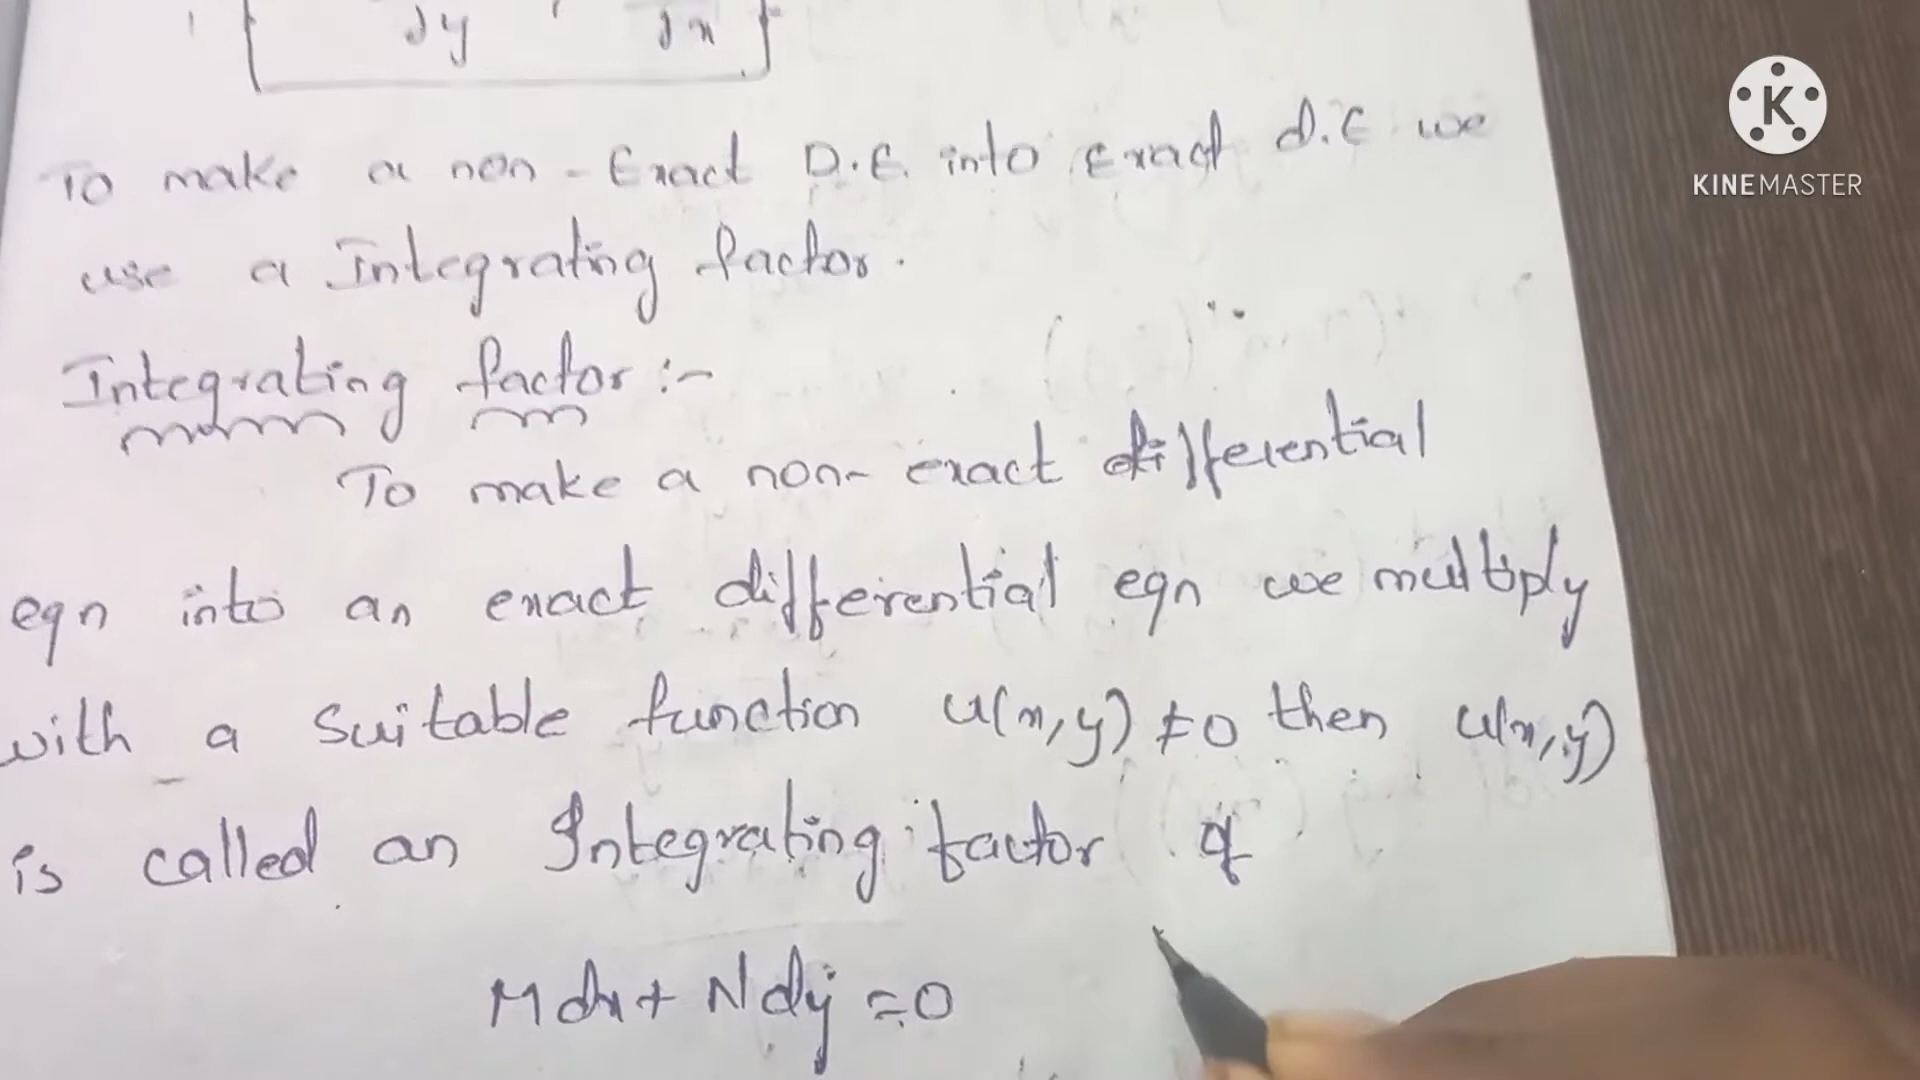 ∂y ∂x
To make a non-Exact D.E. into Exact d.E we
use a Integrating factor.
Integrating factor:-
To make a non-exact differential
eqn into an exact differential eqn we multiply
with a suitable function u(x,y) ≠0 then u(x,y)
is called an Integrating factor of
Mdx + Ndy = 0
K
KINEMASTER